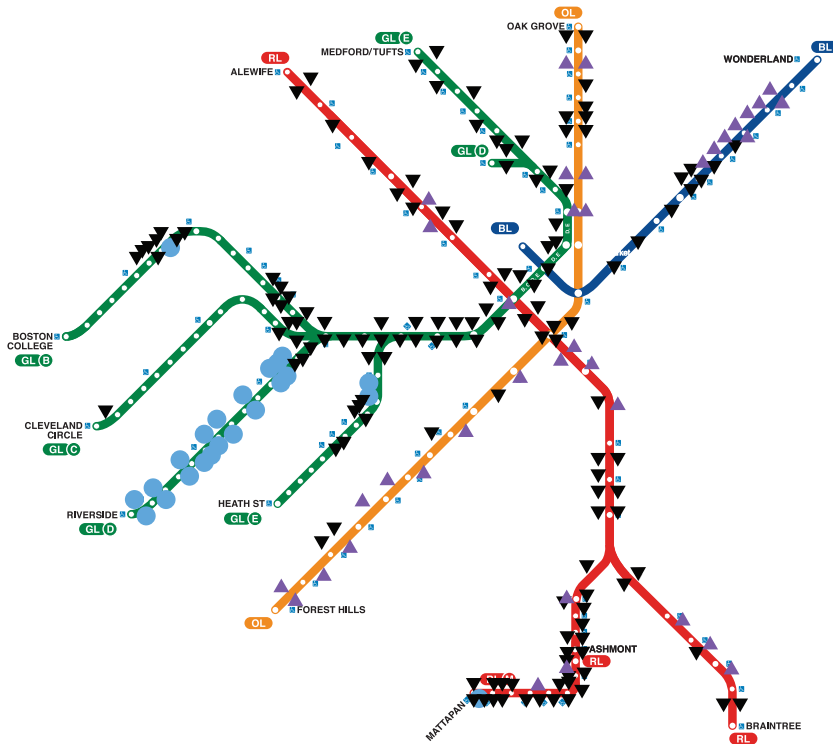 OL
GL E
OAK GROVE
MEDFORD/TUFTS
BL
RL
WONDERLAND
ALEWIFE
GL D
D, E
BL
D, E
rket
BOSTON
COLLEGE
GL B
CLEVELAND
CIRCLE
GL C
RIVERSIDE
GL D
HEATH ST
GL E
FOREST HILLS
OL
ASHMONT
RL
MATTAPAN
BRAINTREE
RL